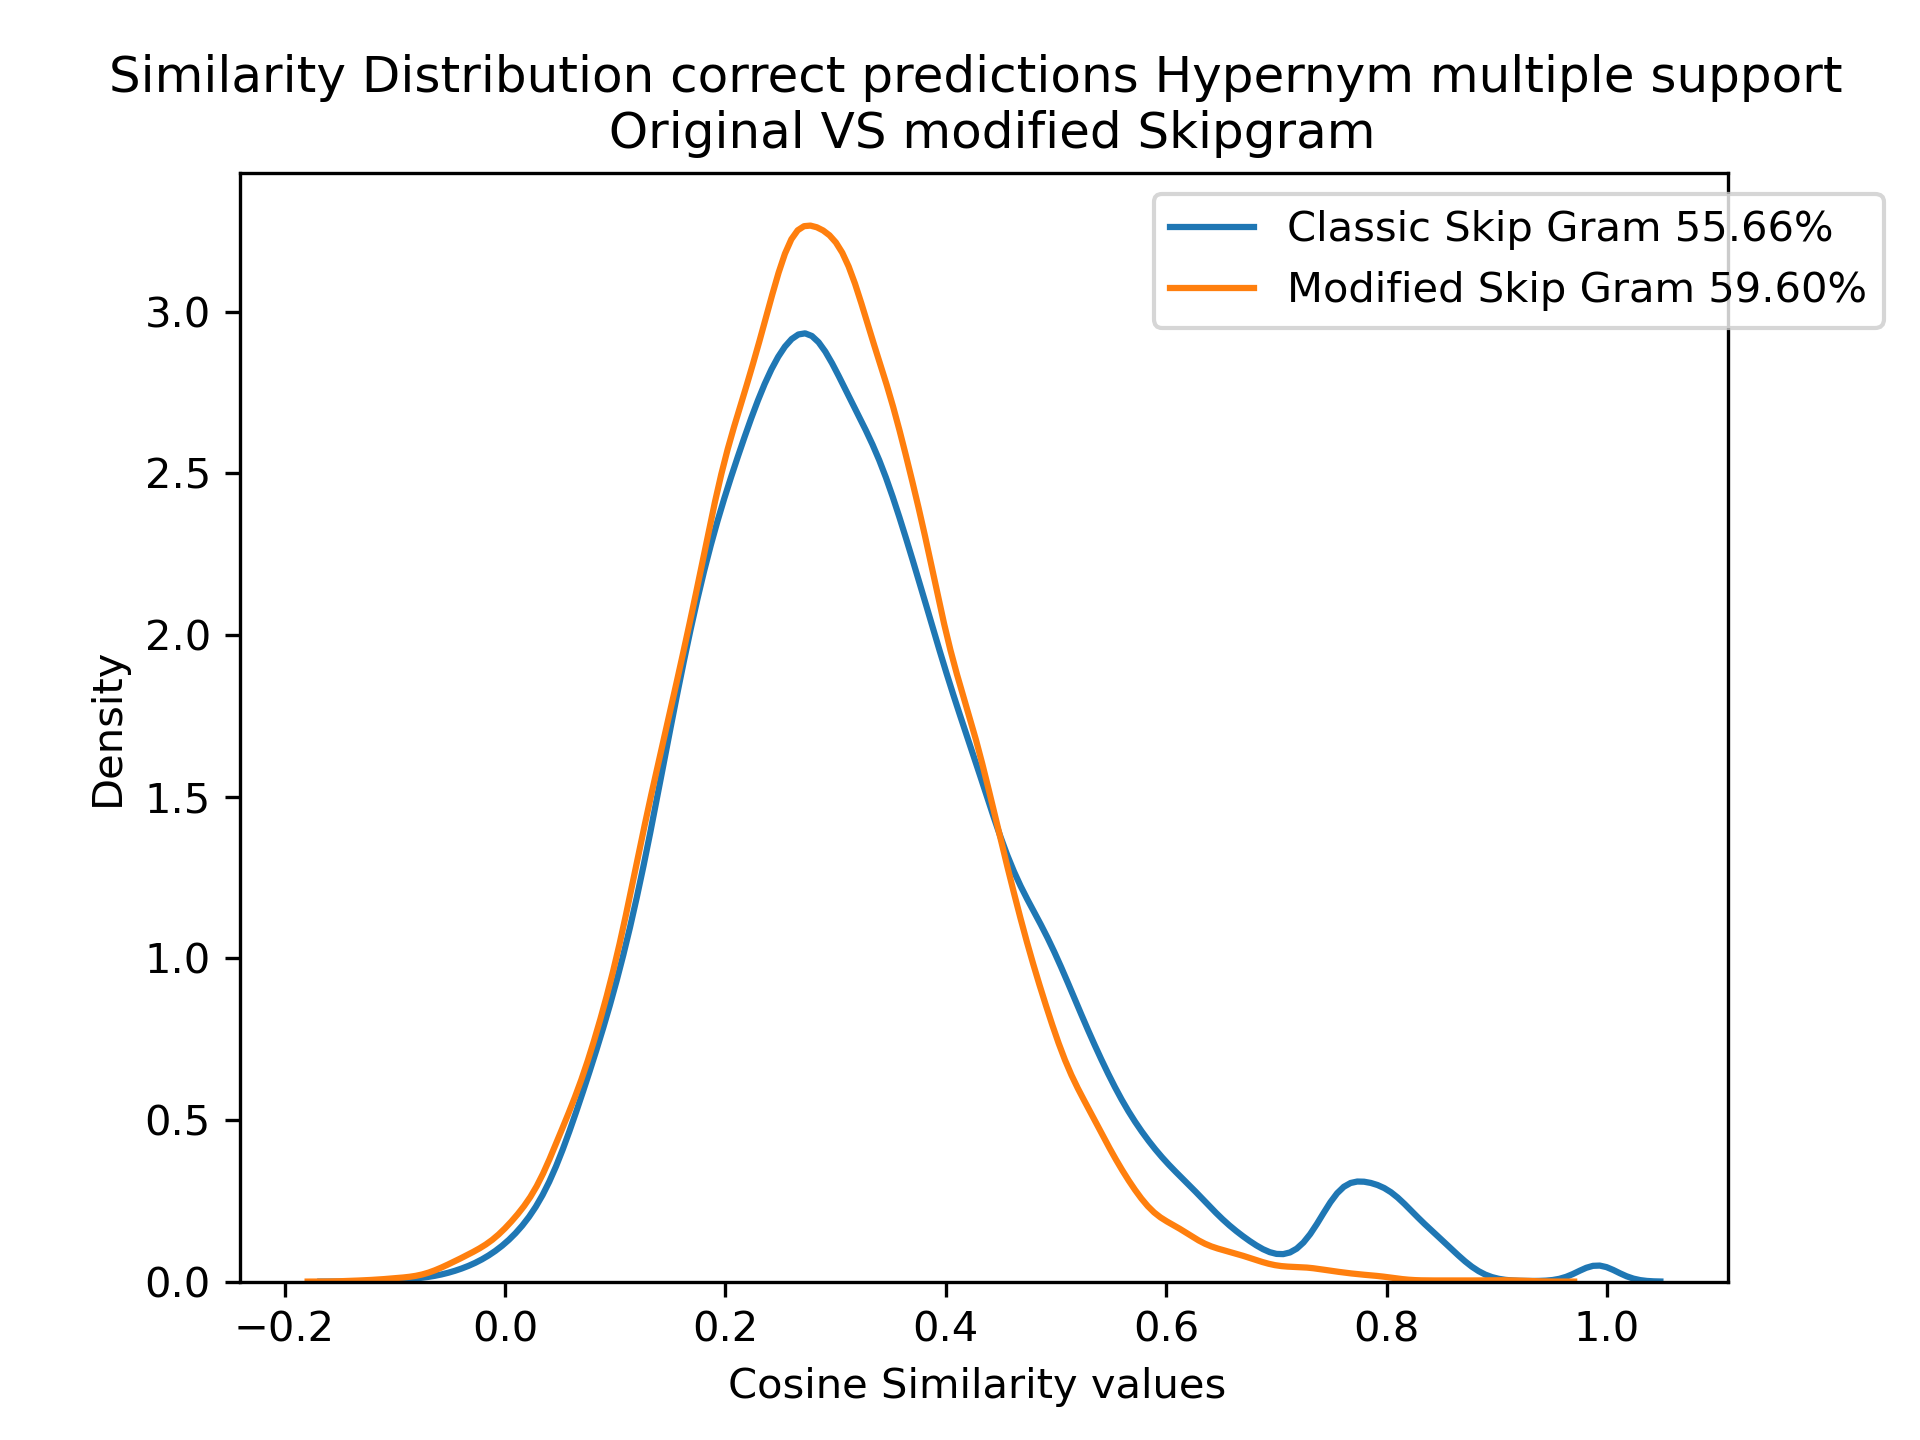 Similarity Distribution correct predictions Hypernym multiple support
Original VS modified Skipgram
Classic Skip Gram 55.66%
Modified Skip Gram 59.60%
3.0
2.5
2.0
1.5
1.0
0.5
0.0
Density
−0.2
0.0
0.2
0.4
0.6
0.8
1.0
Cosine Similarity values